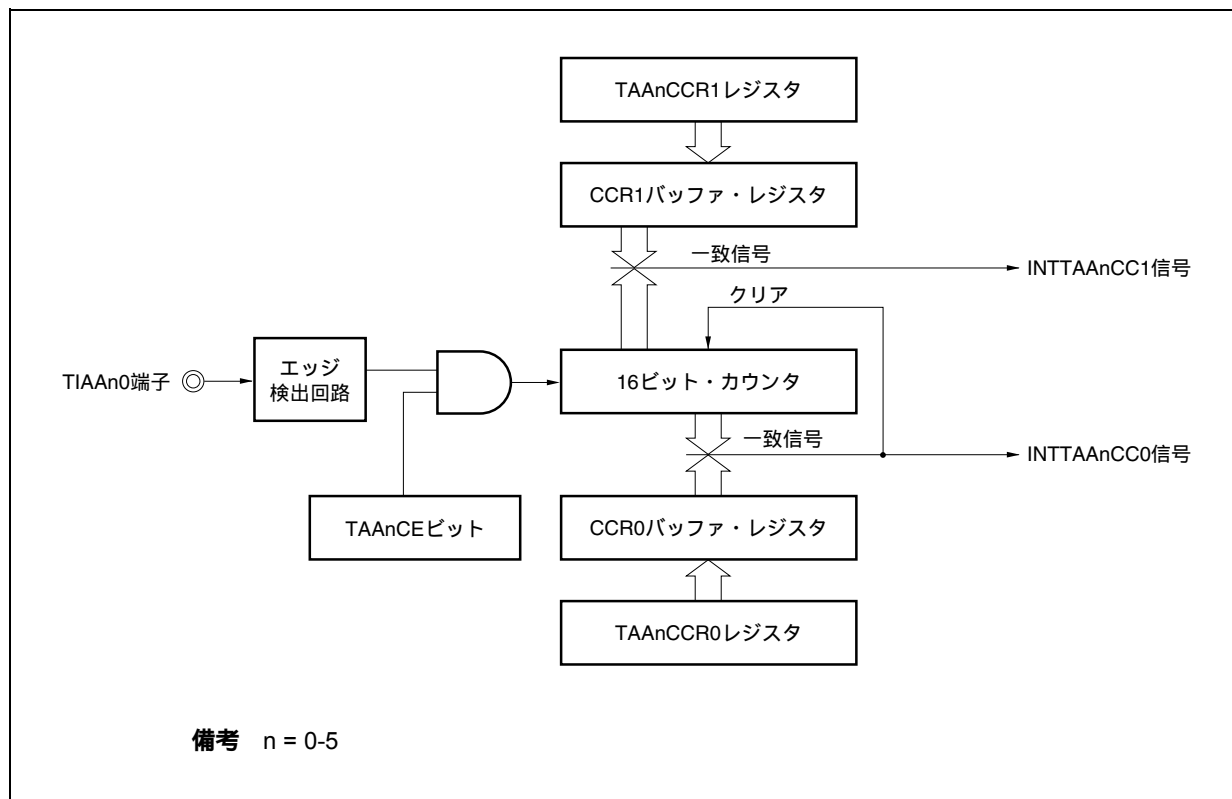 TAAnCCR1レジスタ
CCR1バッファ・レジスタ
一致信号
INTTAAnCC1信号
クリア
TIAAn0端子
エッジ
検出回路
16ビット・カウンタ
一致信号
INTTAAnCC0信号
TAAnCEビット
CCR0バッファ・レジスタ
TAAnCCR0レジスタ
備考 n = 0-5